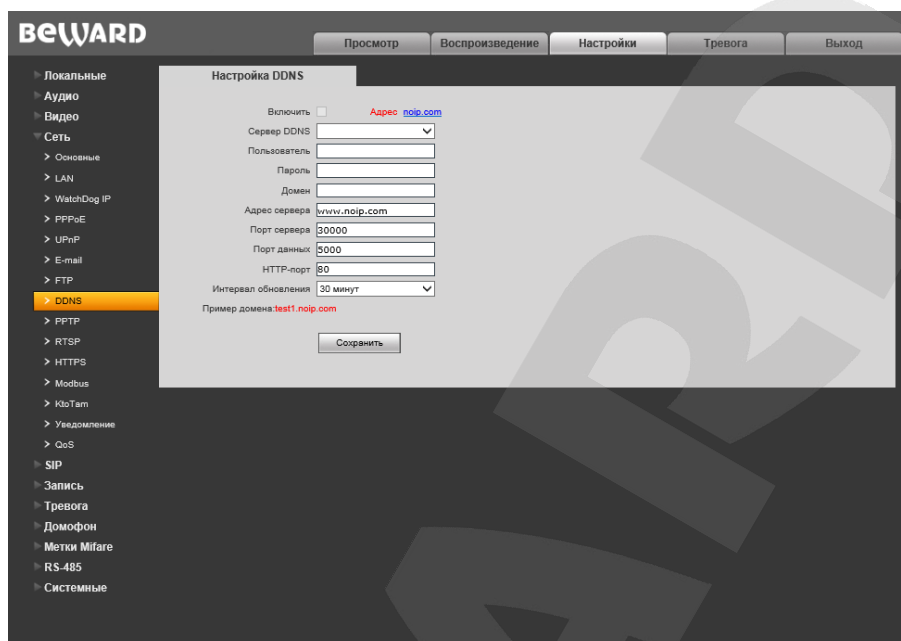 BEWARD
Просмотр Воспроизведение Настройки Тревога Выход
Локальные
Аудио
Видео
Сеть
Основные
LAN
WatchDog IP
PPPoE
UPnP
E-mail
FTP
DDNS
PPTP
RTSP
HTTPS
Modbus
KtoTam
Уведомление
QoS
SIP
Запись
Тревога
Домофон
Метки Mifare
RS-485
Системные
Настройка DDNS
Включить Адрес noip.com
Сервер DDNS
Пользователь
Пароль
Домен
Адрес сервера www.noip.com
Порт сервера 30000
Порт данных 5000
HTTP-порт 80
Интервал обновления 30 минут
Пример домена:test1.noip.com
Сохранить